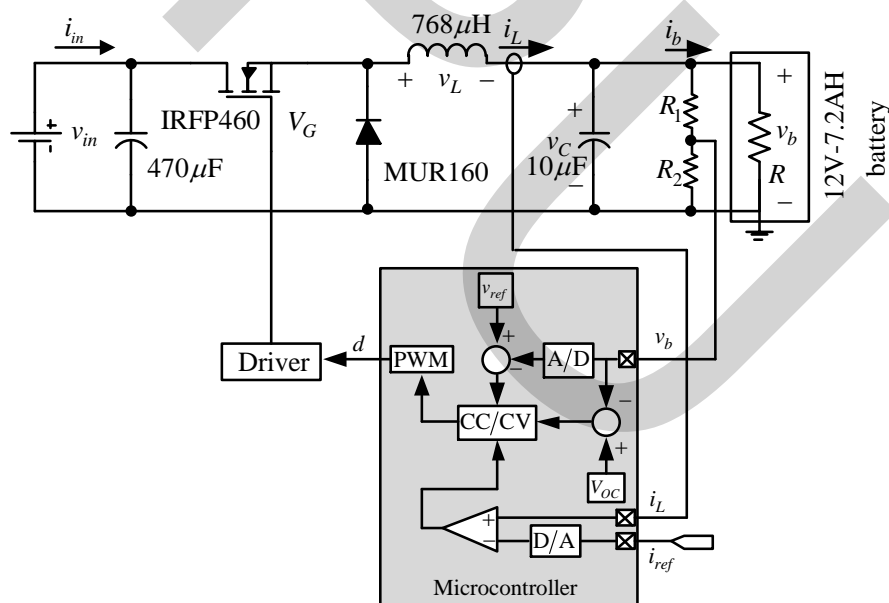 768μH
i_in
i_L
i_b
+ v_L −
IRFP460
V_G
v_in
470μF
MUR160
+
v_C
10μF
−
R_1
R_2
+
v_b
R
−
12V-7.2AH
battery
v_ref
+
−
A/D
v_b
d
Driver
PWM
CC/CV
−
+
V_OC
i_L
+
−
D/A
i_ref
Microcontroller